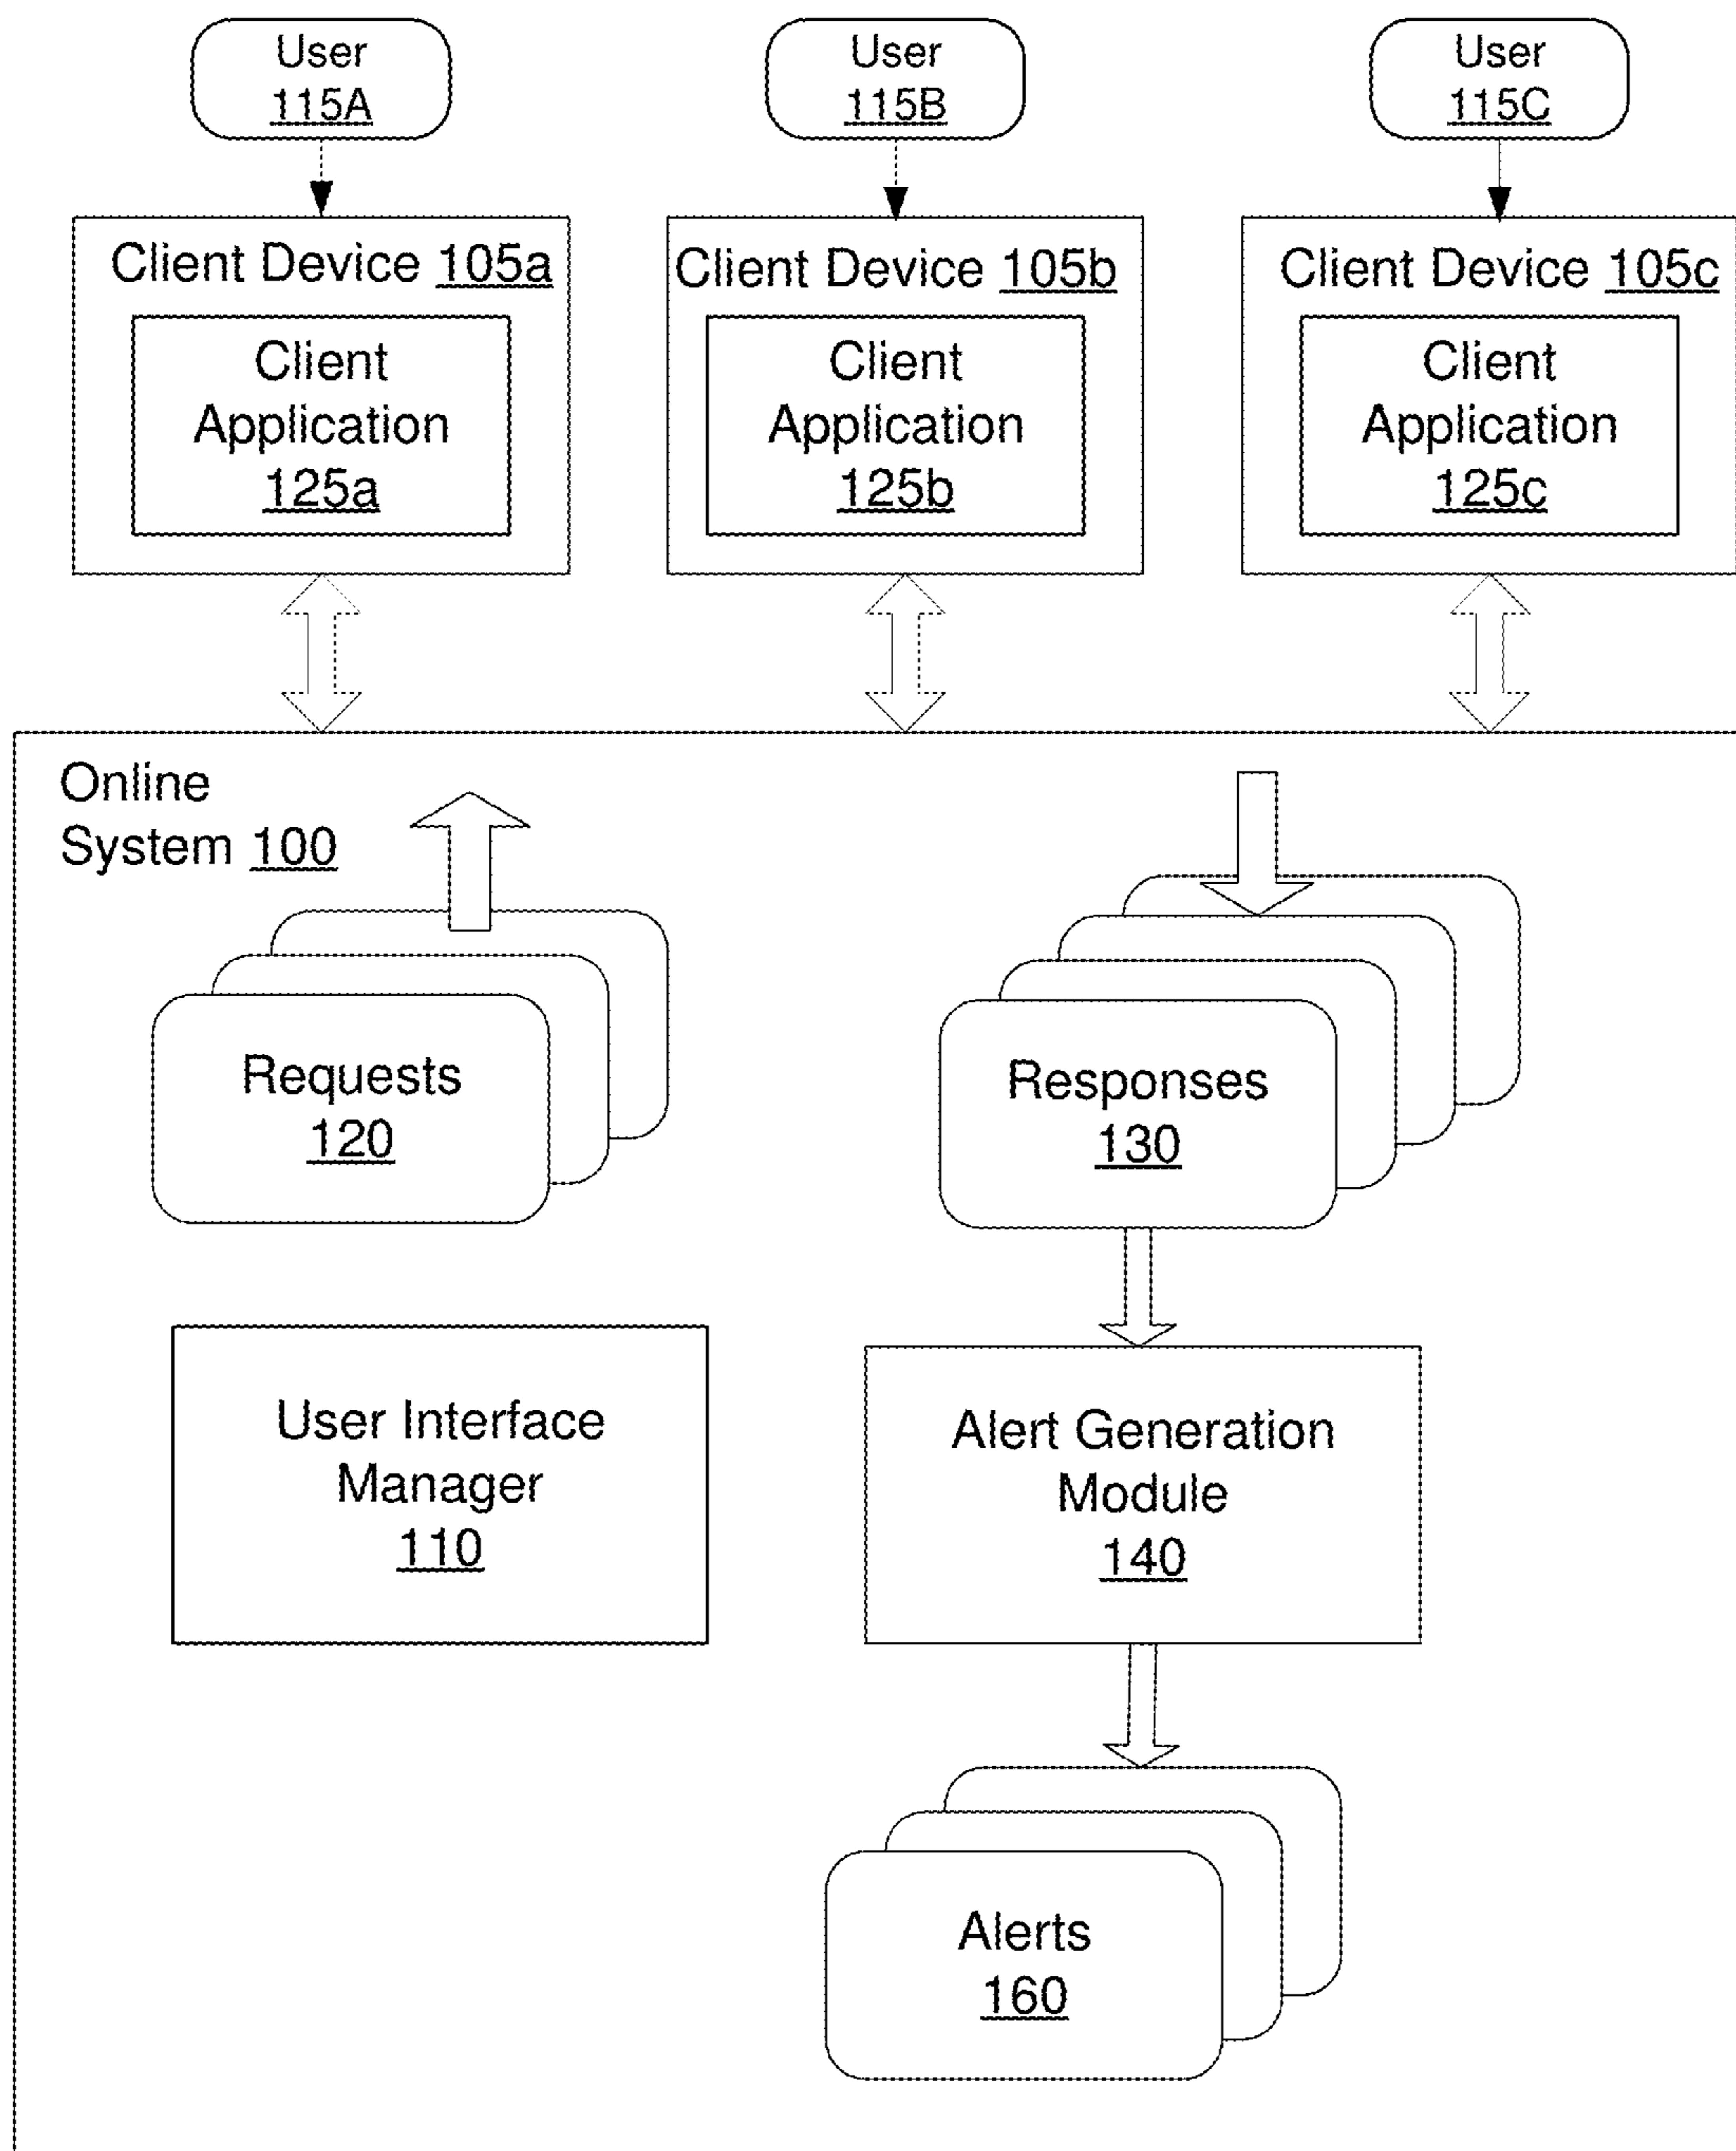 User
115A
User
115B
User
115C
Client Device 105a
Client
Application
125a
Client Device 105b
Client
Application
125b
Client Device 105c
Client
Application
125c
Online
System 100
Requests
120
Responses
130
User Interface
Manager
110
Alert Generation
Module
140
Alerts
160